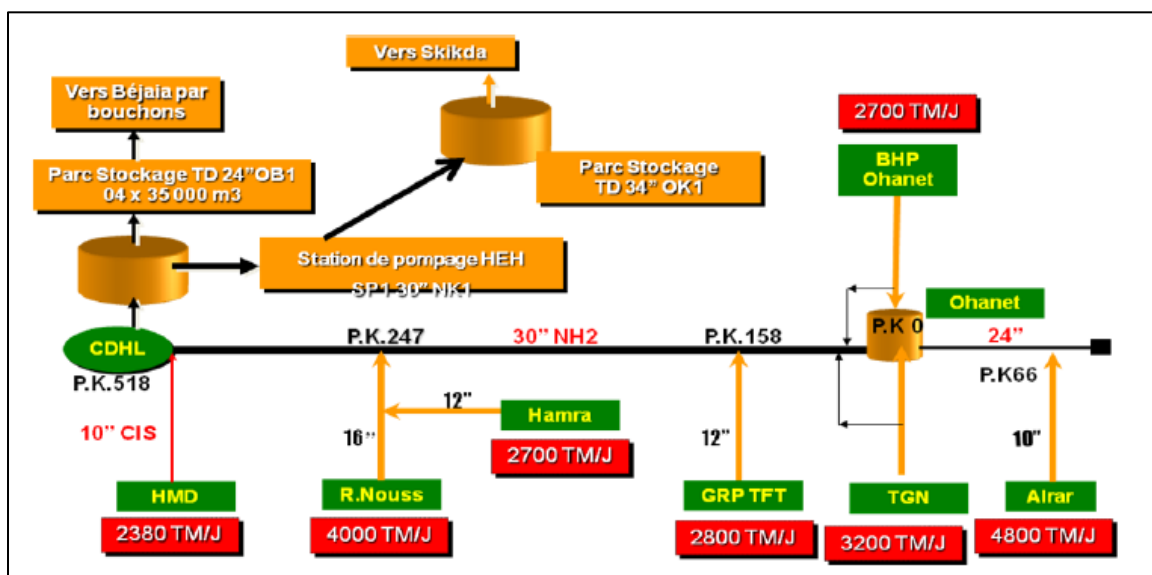 Vers Skikda
Vers Béjaia par
bouchons
2700 TM/J
Parc Stockage TD 24"OB1
04 x 35 000 m3
Parc Stockage
TD 34" OK1
BHP
Ohanet
Station de pompage HEH
SP1 30" NK1
Ohanet
P.K 0
CDHL
P.K.247
30" NH2
P.K.158
24"
P.K.518
P.K66
12"
10" CIS
16"
Hamra
12"
10"
2700 TM/J
HMD
R.Nouss
GRP TFT
TGN
Alrar
2380 TM/J
4000 TM/J
2800 TM/J
3200 TM/J
4800 TM/J